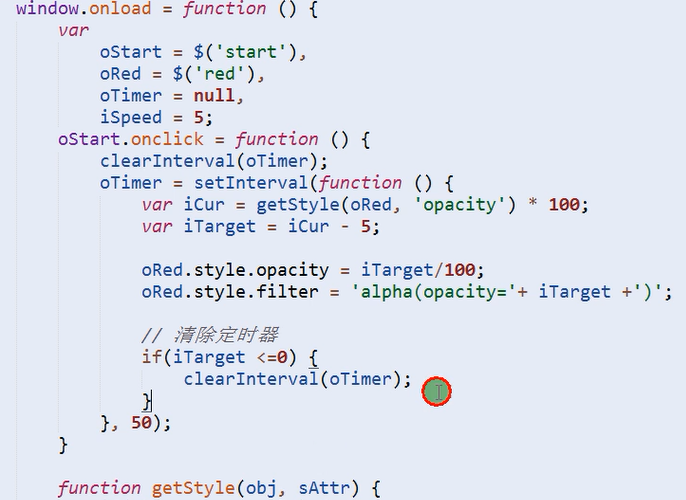 window.onload = function () {
var
oStart = $('start'),
oRed = $('red'),
oTimer = null,
iSpeed = 5;
oStart.onclick = function () {
clearInterval(oTimer);
oTimer = setInterval(function () {
var iCur = getStyle(oRed, 'opacity') * 100;
var iTarget = iCur - 5;
oRed.style.opacity = iTarget/100;
oRed.style.filter = 'alpha(opacity='+ iTarget +')';
// 清除定时器
if(iTarget <=0) {
clearInterval(oTimer);
}
}, 50);
}
function getStyle(obj, sAttr) {